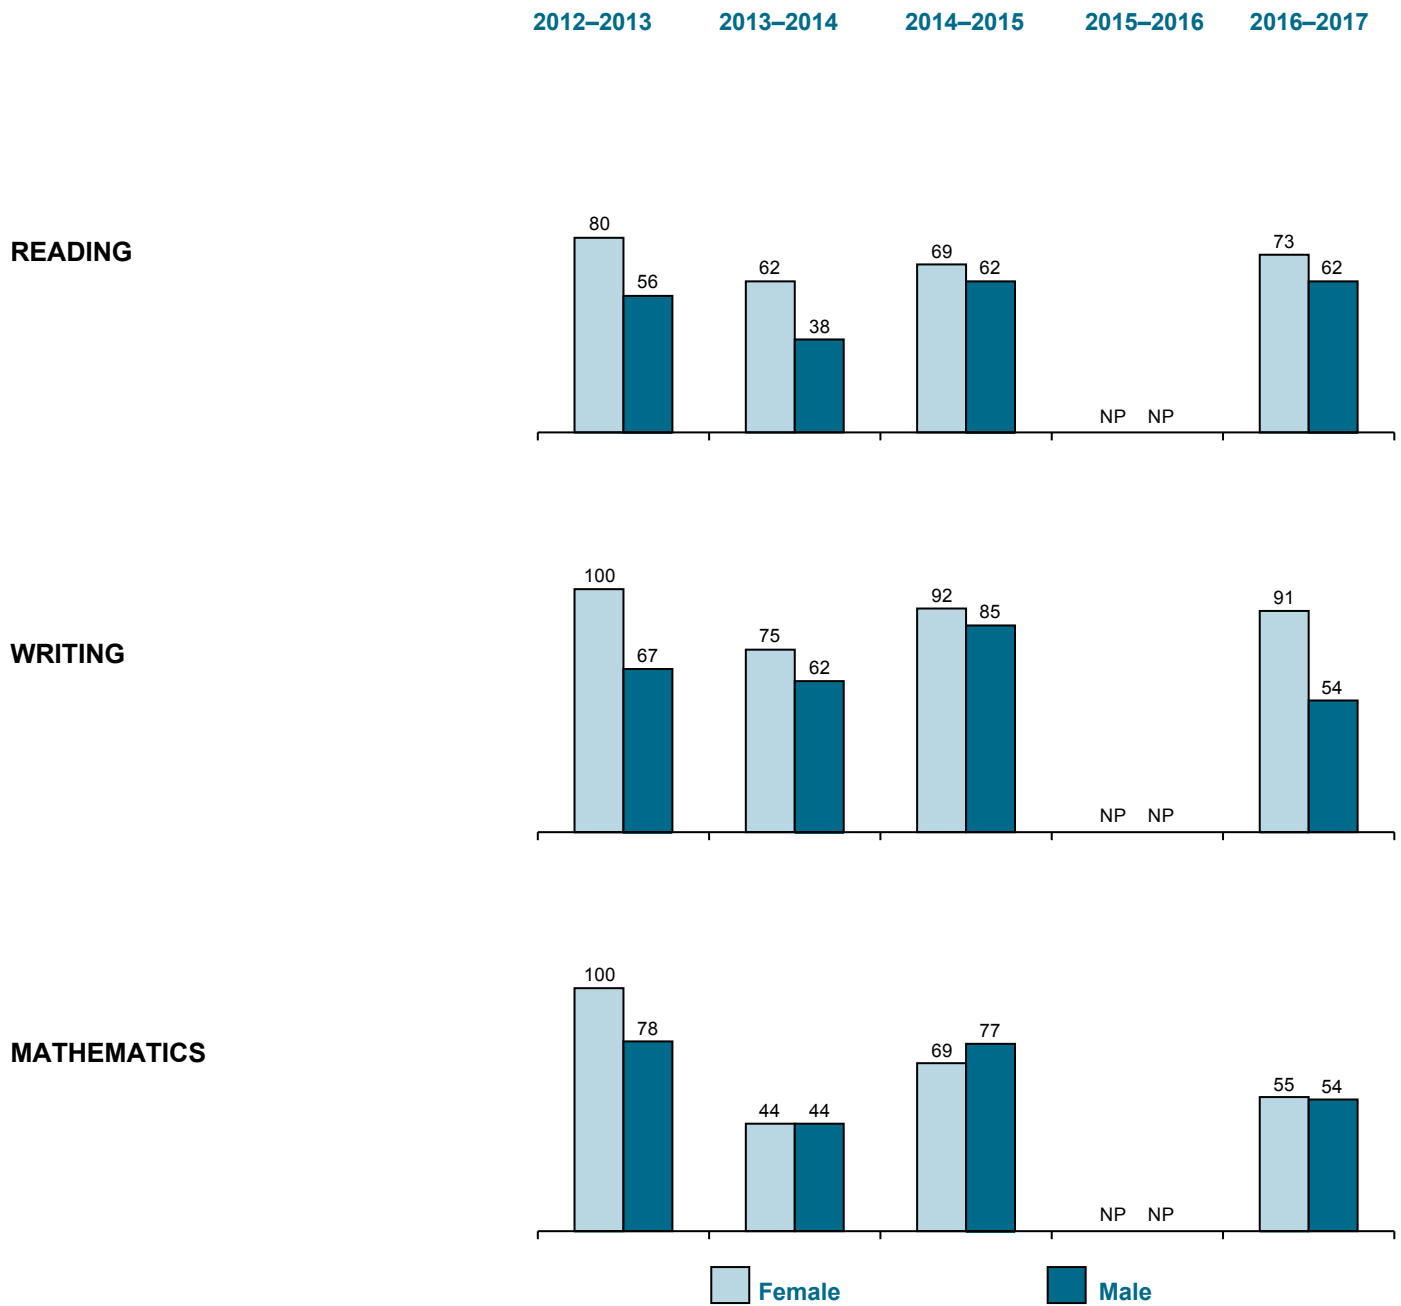 2012–2013 2013–2014 2014–2015 2015–2016 2016–2017
READING
80 56 62 38 69 62 NP NP 73 62
WRITING
100 67 75 62 92 85 NP NP 91 54
MATHEMATICS
100 78 44 44 69 77 NP NP 55 54
Female Male